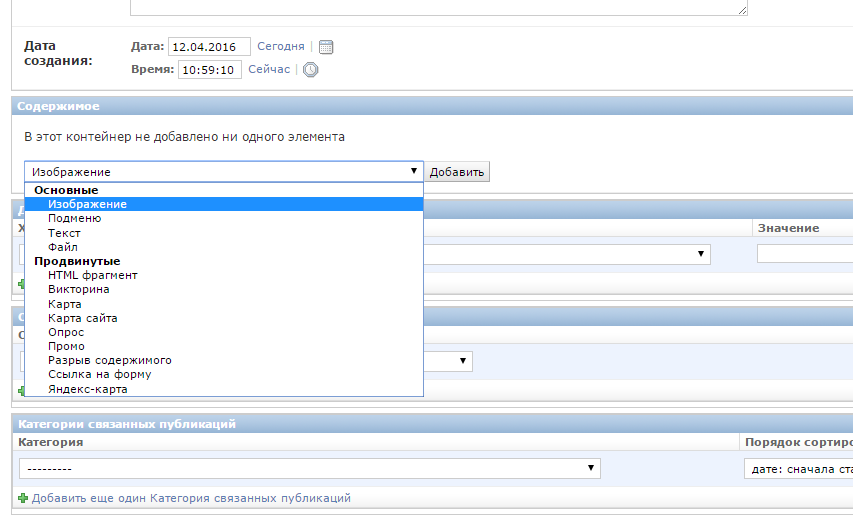 Дата создания:
Дата: 12.04.2016 Сегодня |
Время: 10:59:10 Сейчас |
Содержимое
В этот контейнер не добавлено ни одного элемента
Изображение Добавить
Основные
Изображение
Подменю
Текст
Файл
Продвинутые
HTML фрагмент
Викторина
Карта
Карта сайта
Опрос
Промо
Разрыв содержимого
Ссылка на форму
Яндекс-карта
Значение
Категории связанных публикаций
Категория Порядок сортиро
--------- дате: сначала ста
Добавить еще один Категория связанных публикаций